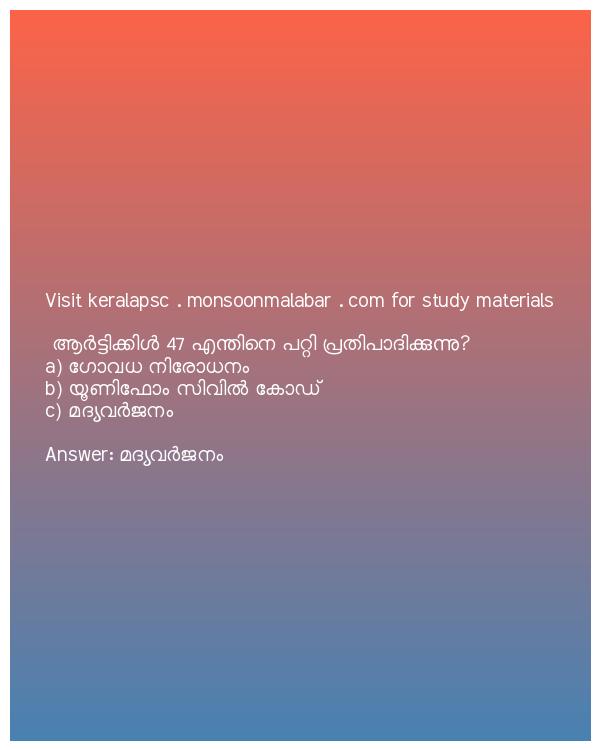 Visit keralapsc . monsoonmalabar . com for study materials
ആർട്ടിക്കിൾ 47 എന്തിനെ പറ്റി പ്രതിപാദിക്കുന്നു?
a) ഗോവധ നിരോധനം
b) യൂണിഫോം സിവിൽ കോഡ്
c) മദ്യവർജനം
Answer: മദ്യവർജനം